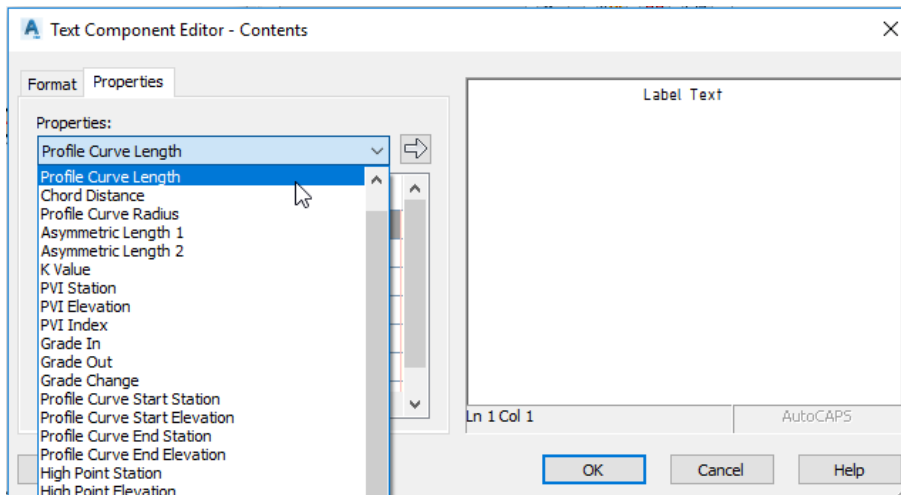 Text Component Editor - Contents
Format Properties
Label Text
Properties:
Profile Curve Length
Profile Curve Length
Chord Distance
Profile Curve Radius
Asymmetric Length 1
Asymmetric Length 2
K Value
PVI Station
PVI Elevation
PVI Index
Grade In
Grade Out
Grade Change
Profile Curve Start Station
Profile Curve Start Elevation
Profile Curve End Station
Profile Curve End Elevation
High Point Station
High Point Elevation
Ln 1 Col 1 AutoCAPS
OK Cancel Help